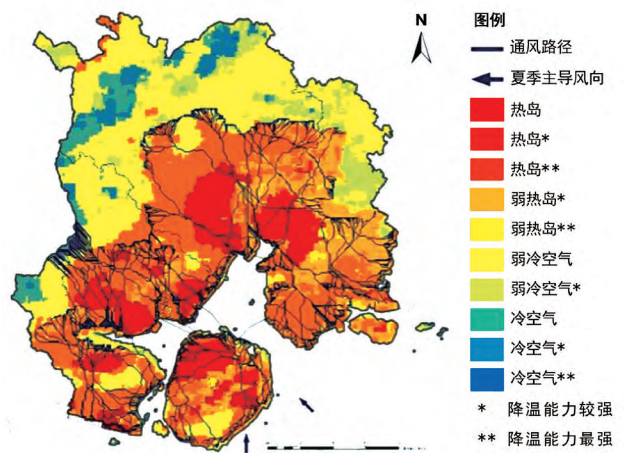 N
图例
通风路径
夏季主导风向
热岛
热岛*
热岛**
弱热岛*
弱热岛**
弱冷空气
弱冷空气*
冷空气
冷空气*
冷空气**
* 降温能力较强
** 降温能力最强